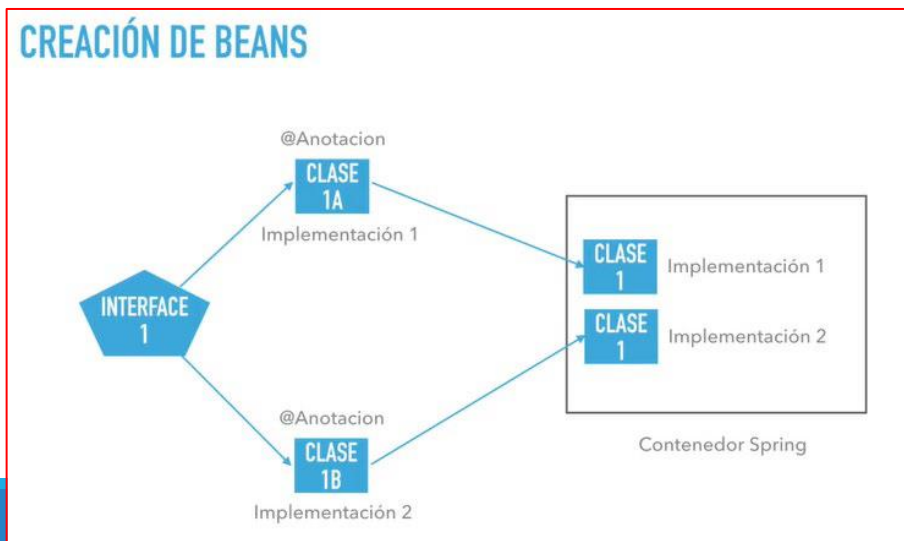 CREACIÓN DE BEANS
@Anotacion
CLASE
1A
Implementación 1
INTERFACE
1
CLASE
1
Implementación 1
CLASE
1
Implementación 2
Contenedor Spring
@Anotacion
CLASE
1B
Implementación 2